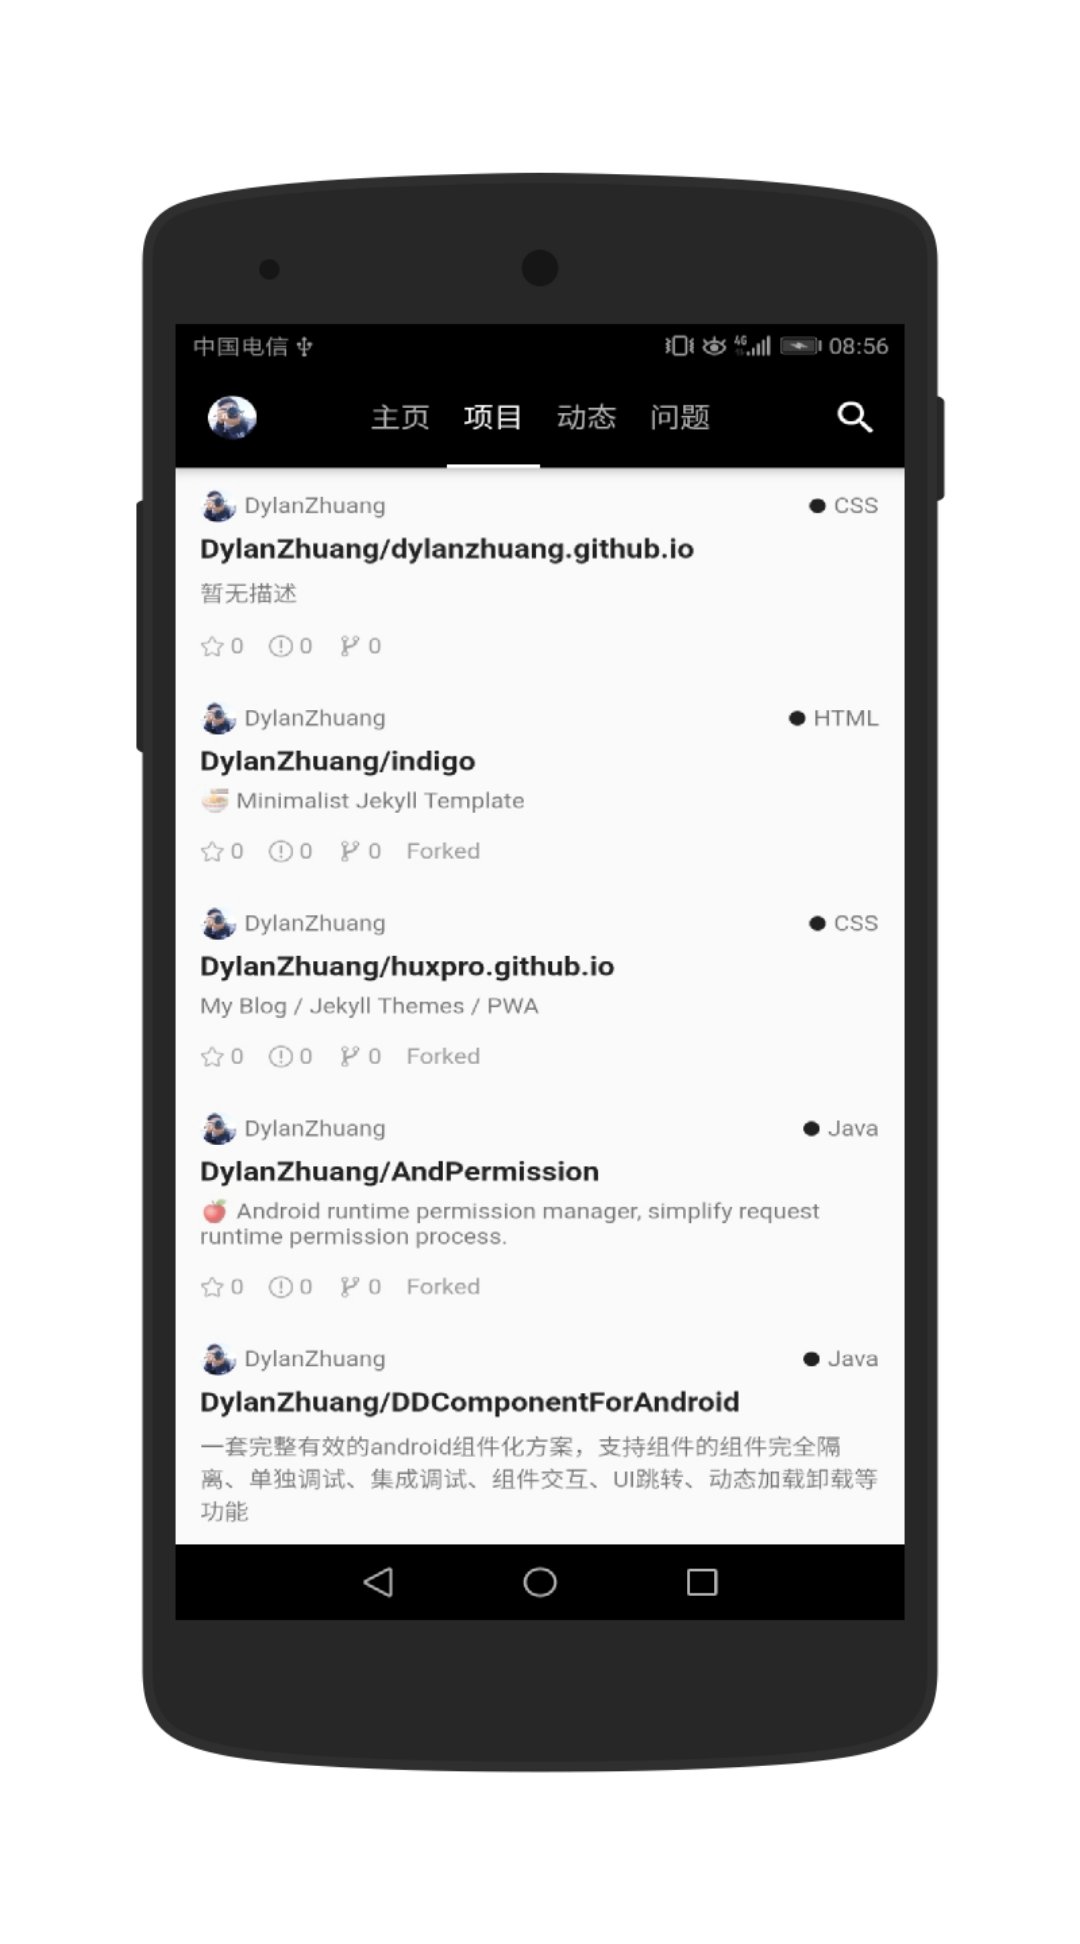 中国电信 4G 08:56
主页 项目 动态 问题
DylanZhuang CSS
DylanZhuang/dylanzhuang.github.io
暂无描述
0 0 0
DylanZhuang HTML
DylanZhuang/indigo
🍜 Minimalist Jekyll Template
0 0 0 Forked
DylanZhuang CSS
DylanZhuang/huxpro.github.io
My Blog / Jekyll Themes / PWA
0 0 0 Forked
DylanZhuang Java
DylanZhuang/AndPermission
🍎 Android runtime permission manager, simplify request
runtime permission process.
0 0 0 Forked
DylanZhuang Java
DylanZhuang/DDComponentForAndroid
一套完整有效的android组件化方案，支持组件的组件完全隔
离、单独调试、集成调试、组件交互、UI跳转、动态加载卸载等
功能